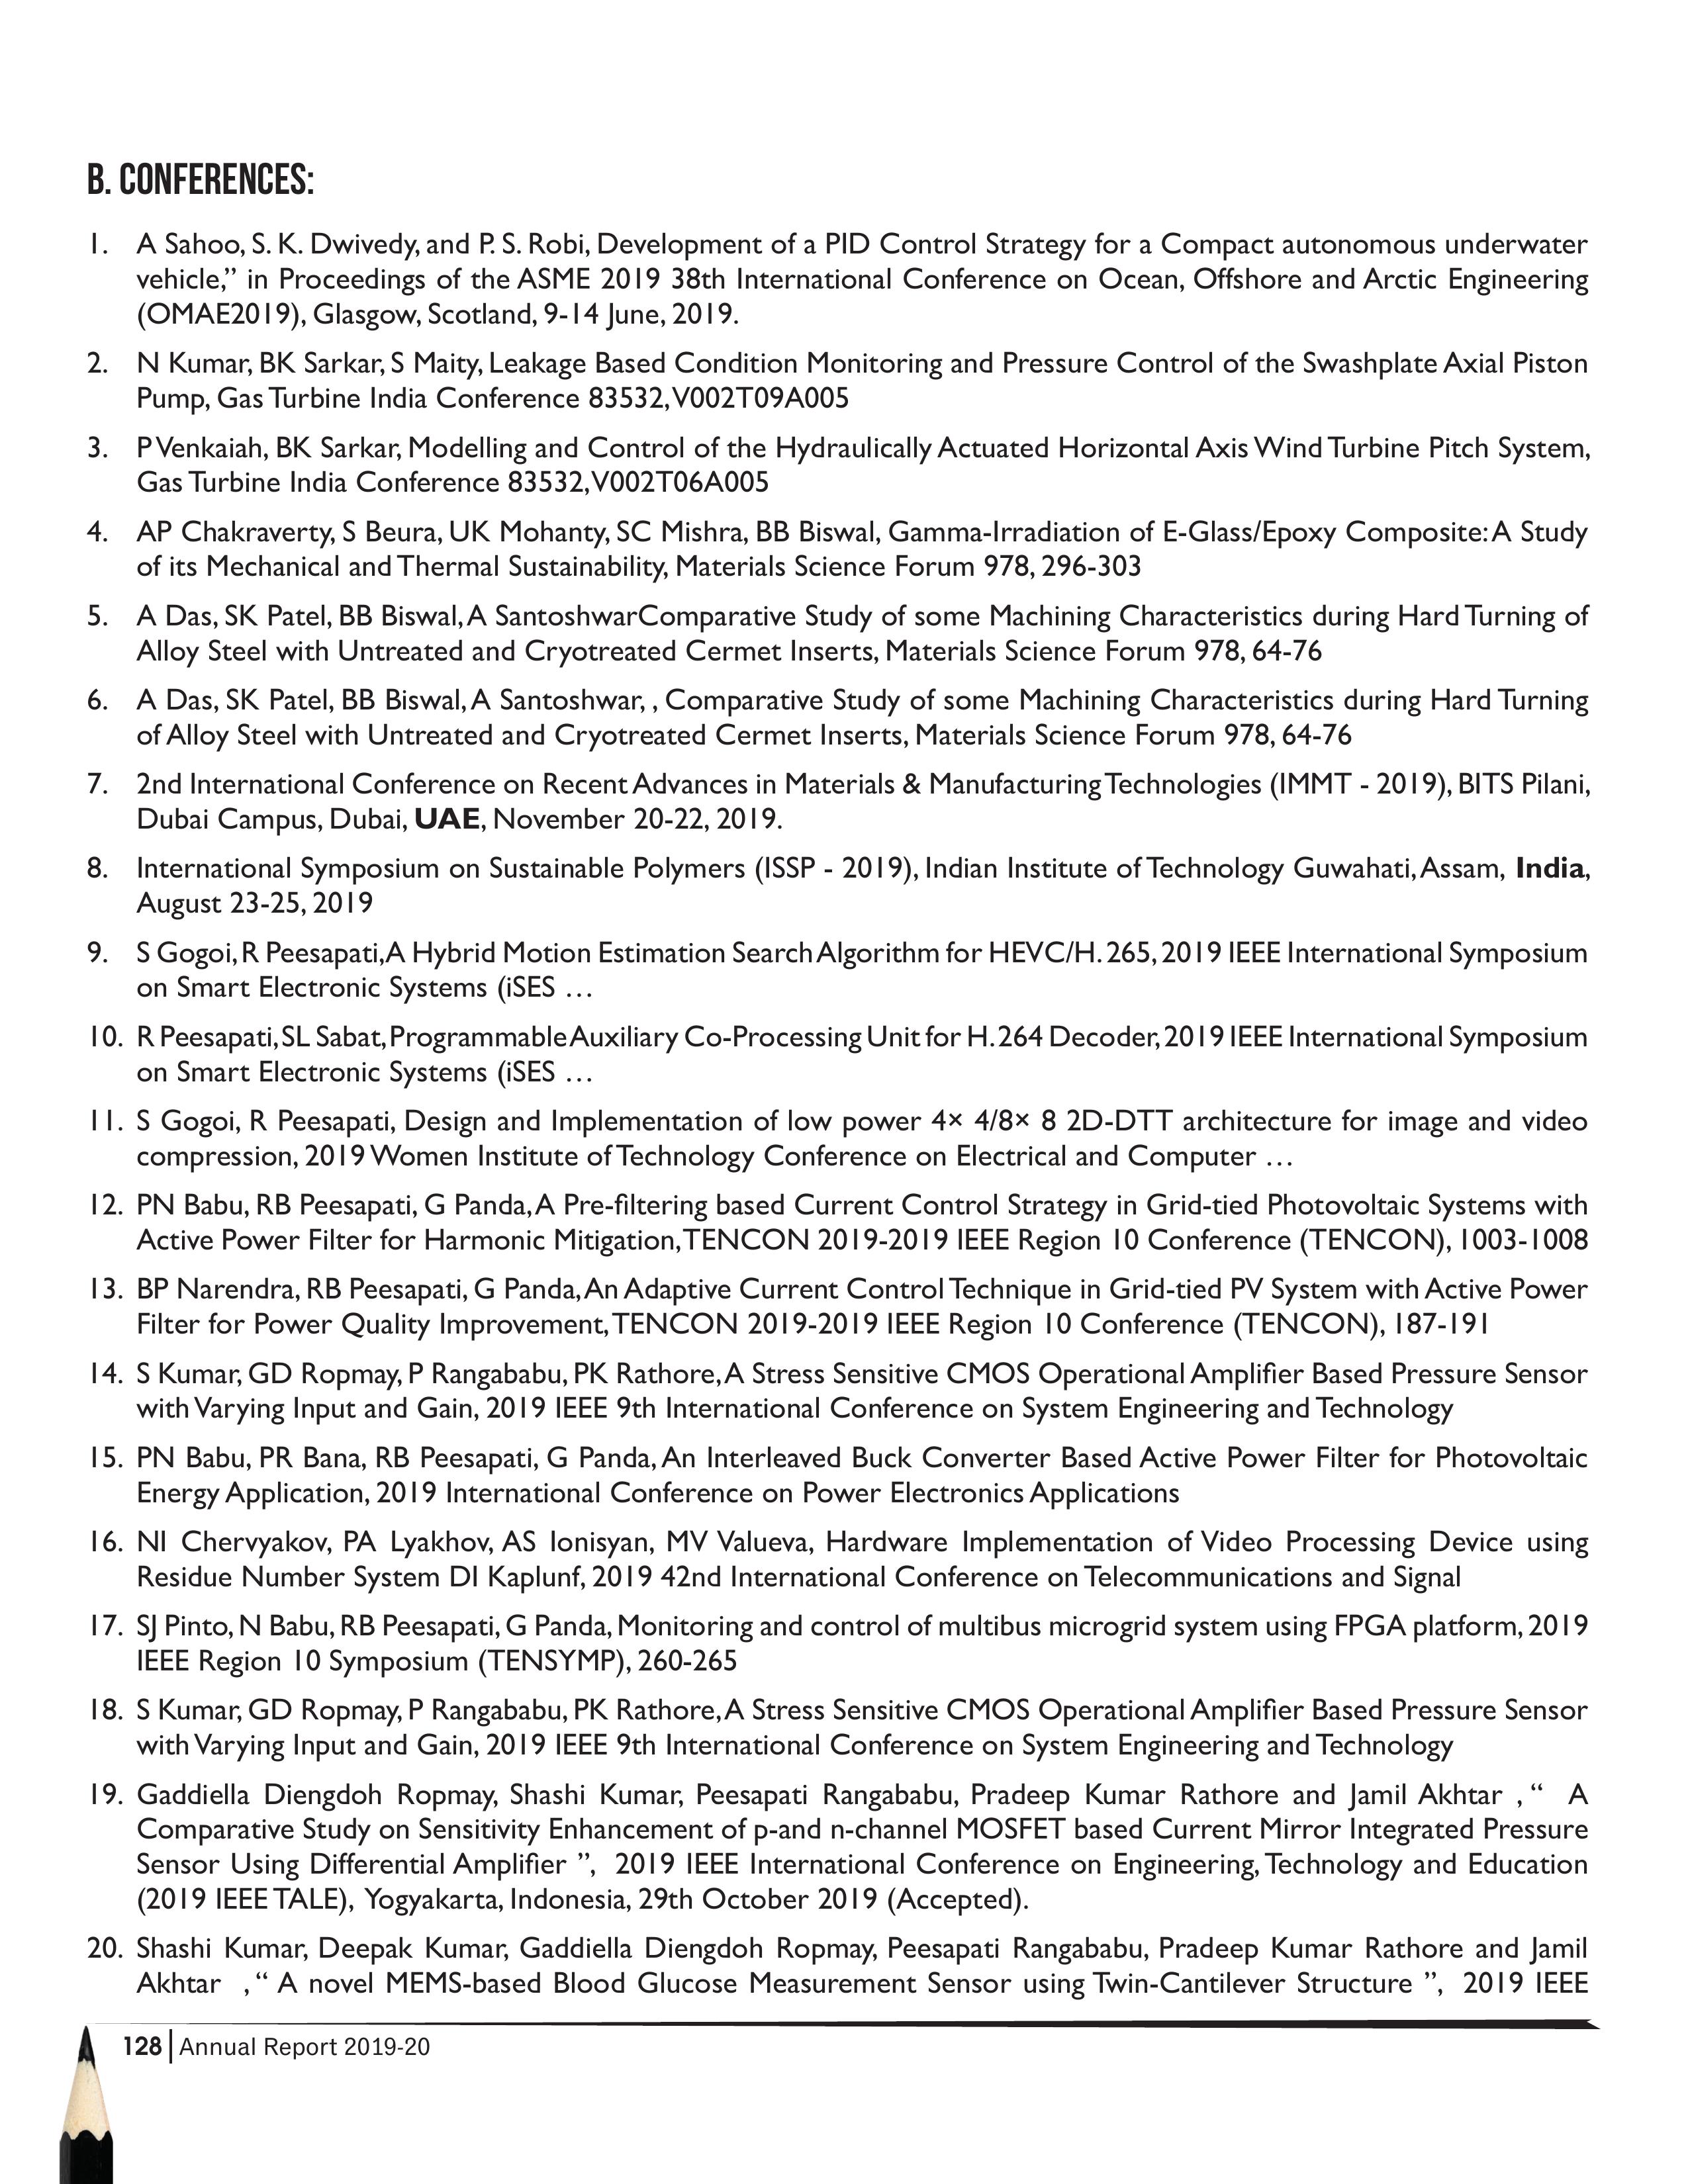 B. CONFERENCES:
1. A Sahoo, S. K. Dwivedy, and P. S. Robi, Development of a PID Control Strategy for a Compact autonomous underwater
vehicle,” in Proceedings of the ASME 2019 38th International Conference on Ocean, Offshore and Arctic Engineering
(OMAE2019), Glasgow, Scotland, 9-14 June, 2019.
2. N Kumar, BK Sarkar, S Maity, Leakage Based Condition Monitoring and Pressure Control of the Swashplate Axial Piston
Pump, Gas Turbine India Conference 83532, V002T09A005
3. P Venkaiah, BK Sarkar, Modelling and Control of the Hydraulically Actuated Horizontal Axis Wind Turbine Pitch System,
Gas Turbine India Conference 83532, V002T06A005
4. AP Chakraverty, S Beura, UK Mohanty, SC Mishra, BB Biswal, Gamma-Irradiation of E-Glass/Epoxy Composite: A Study
of its Mechanical and Thermal Sustainability, Materials Science Forum 978, 296-303
5. A Das, SK Patel, BB Biswal, A SantoshwarComparative Study of some Machining Characteristics during Hard Turning of
Alloy Steel with Untreated and Cryotreated Cermet Inserts, Materials Science Forum 978, 64-76
6. A Das, SK Patel, BB Biswal, A Santoshwar, , Comparative Study of some Machining Characteristics during Hard Turning
of Alloy Steel with Untreated and Cryotreated Cermet Inserts, Materials Science Forum 978, 64-76
7. 2nd International Conference on Recent Advances in Materials & Manufacturing Technologies (IMMT - 2019), BITS Pilani,
Dubai Campus, Dubai, UAE, November 20-22, 2019.
8. International Symposium on Sustainable Polymers (ISSP - 2019), Indian Institute of Technology Guwahati, Assam, India,
August 23-25, 2019
9. S Gogoi, R Peesapati,A Hybrid Motion Estimation Search Algorithm for HEVC/H. 265, 2019 IEEE International Symposium
on Smart Electronic Systems (iSES …
10. R Peesapati, SL Sabat, Programmable Auxiliary Co-Processing Unit for H. 264 Decoder, 2019 IEEE International Symposium
on Smart Electronic Systems (iSES …
11. S Gogoi, R Peesapati, Design and Implementation of low power 4× 4/8× 8 2D-DTT architecture for image and video
compression, 2019 Women Institute of Technology Conference on Electrical and Computer …
12. PN Babu, RB Peesapati, G Panda, A Pre-filtering based Current Control Strategy in Grid-tied Photovoltaic Systems with
Active Power Filter for Harmonic Mitigation, TENCON 2019-2019 IEEE Region 10 Conference (TENCON), 1003-1008
13. BP Narendra, RB Peesapati, G Panda, An Adaptive Current Control Technique in Grid-tied PV System with Active Power
Filter for Power Quality Improvement, TENCON 2019-2019 IEEE Region 10 Conference (TENCON), 187-191
14. S Kumar, GD Ropmay, P Rangababu, PK Rathore, A Stress Sensitive CMOS Operational Amplifier Based Pressure Sensor
with Varying Input and Gain, 2019 IEEE 9th International Conference on System Engineering and Technology
15. PN Babu, PR Bana, RB Peesapati, G Panda, An Interleaved Buck Converter Based Active Power Filter for Photovoltaic
Energy Application, 2019 International Conference on Power Electronics Applications
16. NI Chervyakov, PA Lyakhov, AS Ionisyan, MV Valueva, Hardware Implementation of Video Processing Device using
Residue Number System DI Kaplunf, 2019 42nd International Conference on Telecommunications and Signal
17. SJ Pinto, N Babu, RB Peesapati, G Panda, Monitoring and control of multibus microgrid system using FPGA platform, 2019
IEEE Region 10 Symposium (TENSYMP), 260-265
18. S Kumar, GD Ropmay, P Rangababu, PK Rathore, A Stress Sensitive CMOS Operational Amplifier Based Pressure Sensor
with Varying Input and Gain, 2019 IEEE 9th International Conference on System Engineering and Technology
19. Gaddiella Diengdoh Ropmay, Shashi Kumar, Peesapati Rangababu, Pradeep Kumar Rathore and Jamil Akhtar , “ A
Comparative Study on Sensitivity Enhancement of p-and n-channel MOSFET based Current Mirror Integrated Pressure
Sensor Using Differential Amplifier ”, 2019 IEEE International Conference on Engineering, Technology and Education
(2019 IEEE TALE), Yogyakarta, Indonesia, 29th October 2019 (Accepted).
20. Shashi Kumar, Deepak Kumar, Gaddiella Diengdoh Ropmay, Peesapati Rangababu, Pradeep Kumar Rathore and Jamil
Akhtar , “ A novel MEMS-based Blood Glucose Measurement Sensor using Twin-Cantilever Structure ”, 2019 IEEE
128 | Annual Report 2019-20